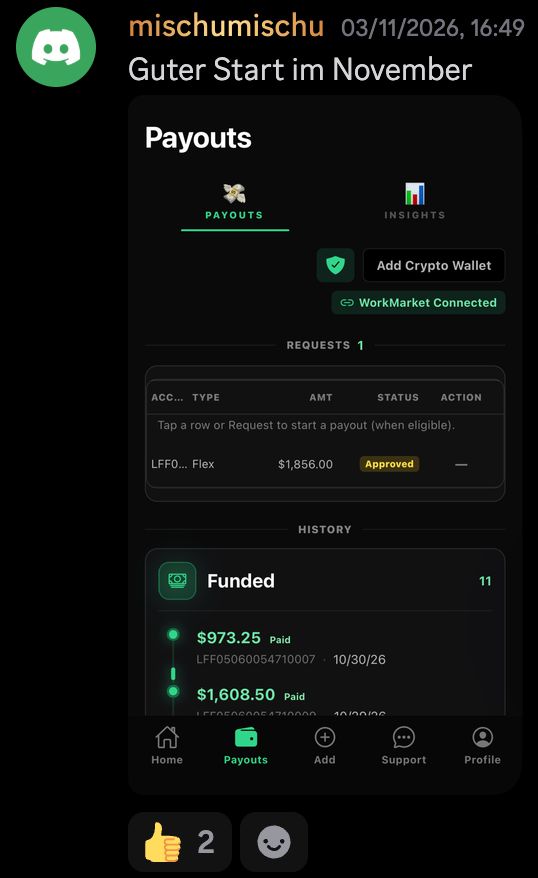 mischumischu 03/11/2026, 16:49
Guter Start im November
Payouts
PAYOUTS INSIGHTS
Add Crypto Wallet
WorkMarket Connected
REQUESTS 1
ACC... TYPE AMT STATUS ACTION
Tap a row or Request to start a payout (when eligible).
LFF0... Flex $1,856.00 Approved —
HISTORY
Funded 11
$973.25 Paid
LFF05060054710007 · 10/30/26
$1,608.50 Paid
Home Payouts Add Support Profile
2